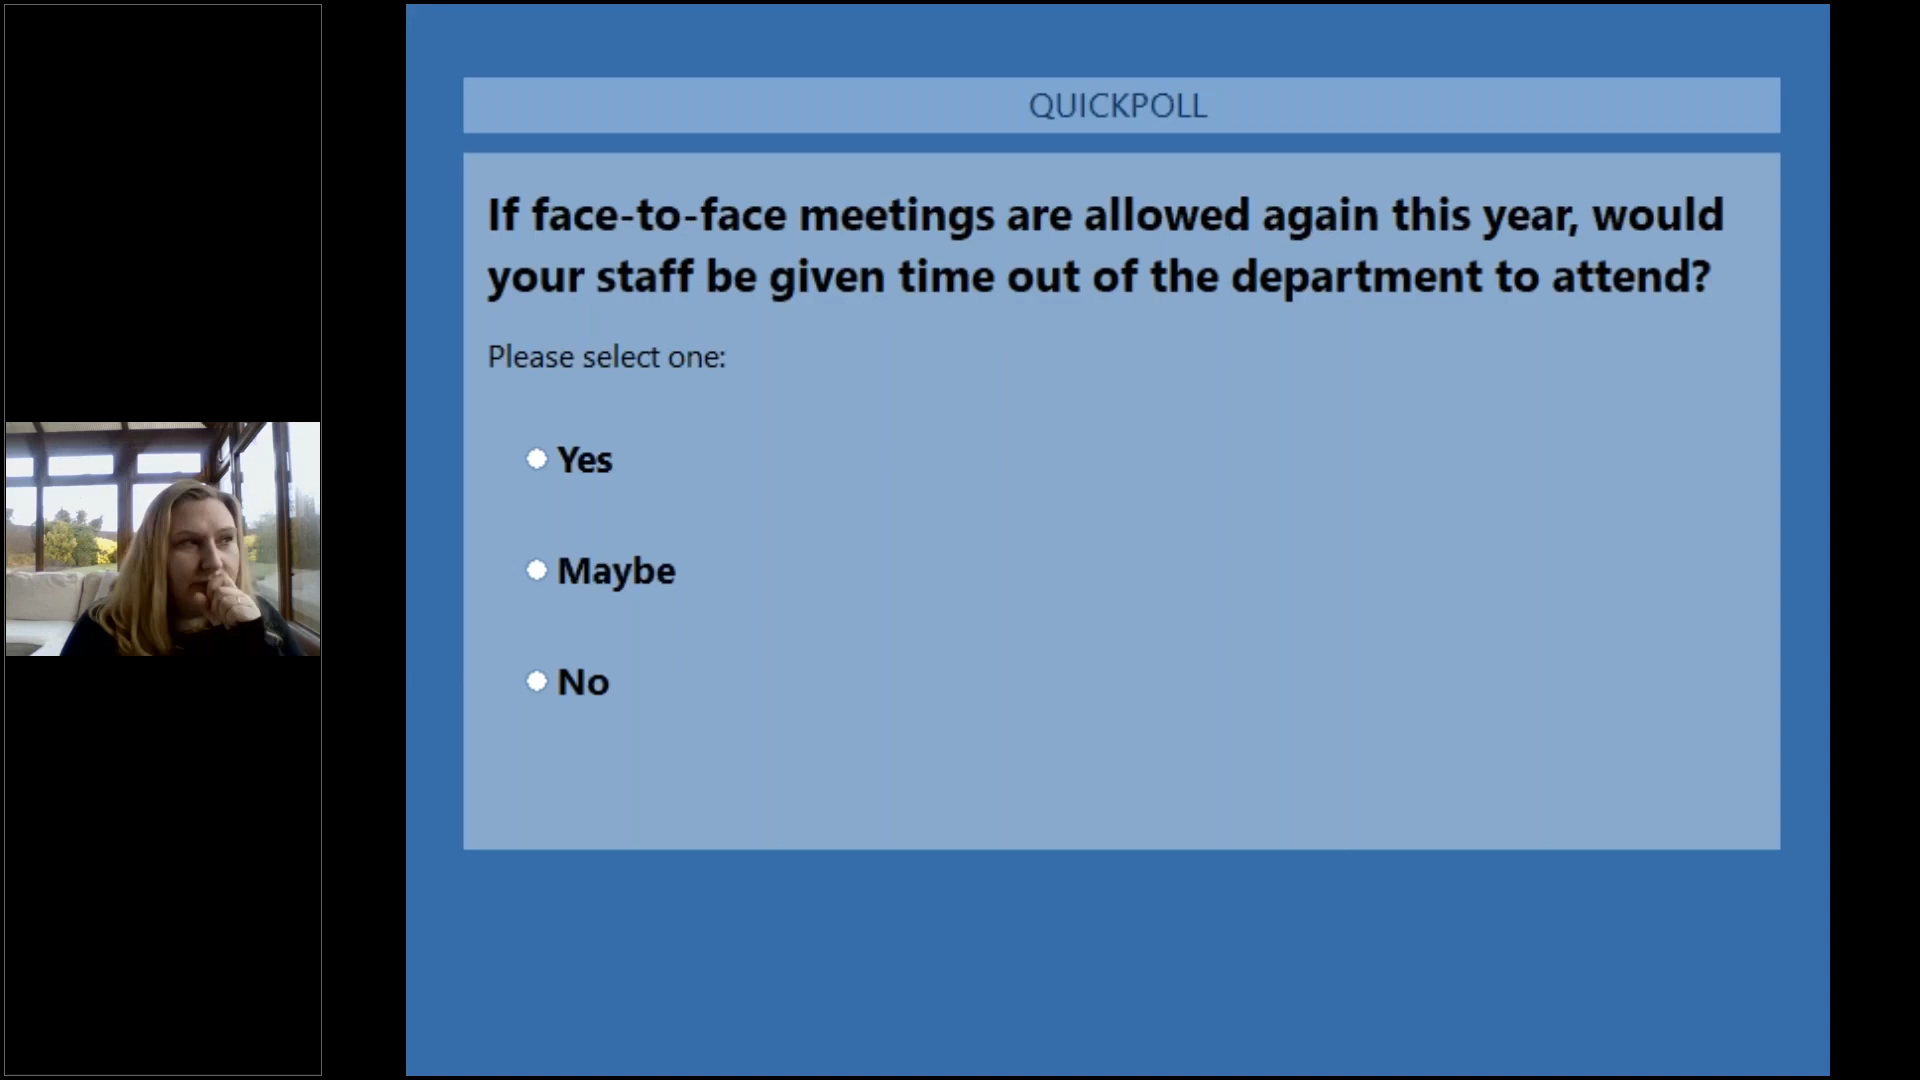 QUICKPOLL
If face-to-face meetings are allowed again this year, would
your staff be given time out of the department to attend?
Please select one:
Yes
Maybe
No